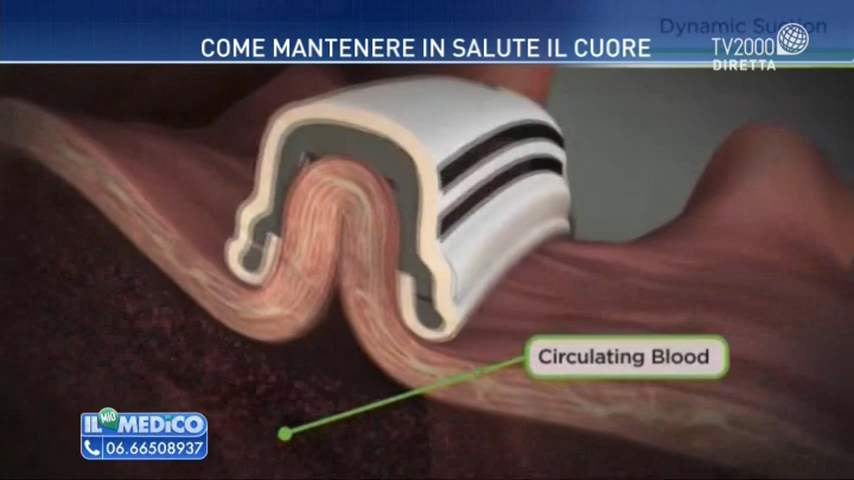 Dynamic Suction
COME MANTENERE IN SALUTE IL CUORE
TV2000
DIRETTA
Circulating Blood
IL MIO MEDICO
06.66508937